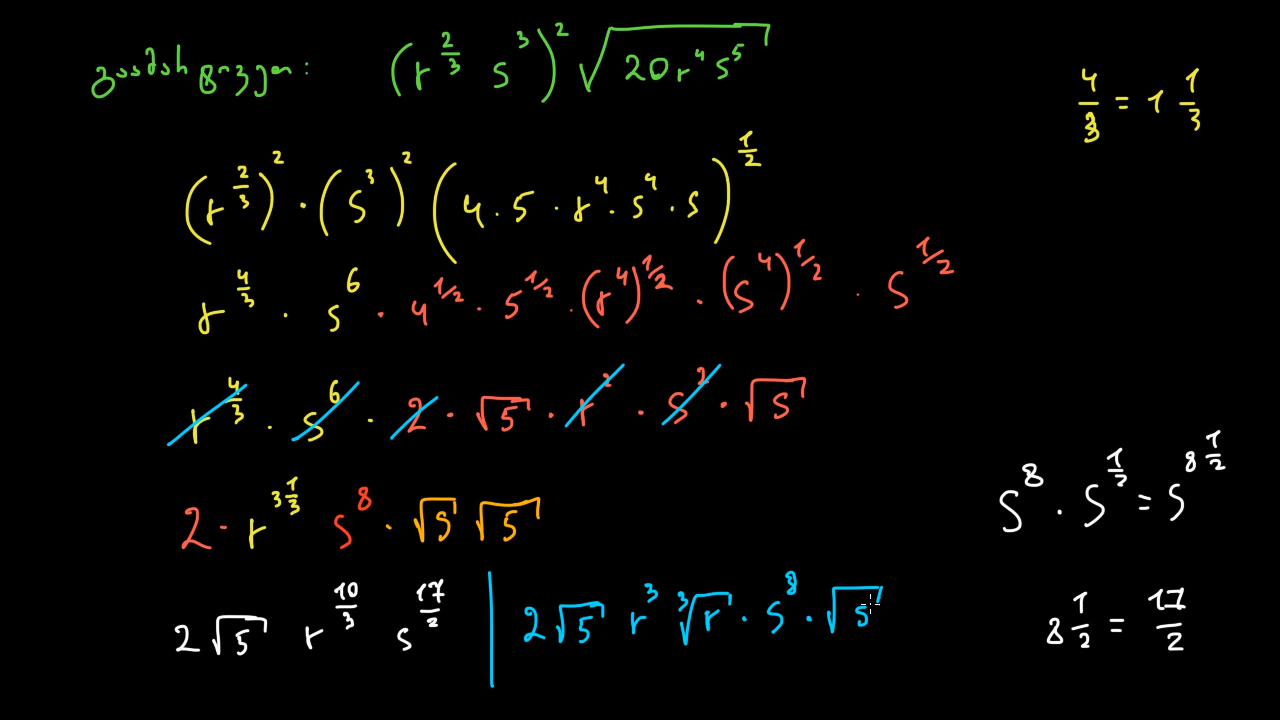 გაამარტივეთ: (r^{2/3} s^3)^2 √(20r^4 s^5)
4/3 = 1 1/3
(r^{2/3})^2 · (s^3)^2 (4 · 5 · r^4 · s^4 · s)^{1/2}
r^{4/3} · s^6 · 4^{1/2} · 5^{1/2} · (r^4)^{1/2} · (s^4)^{1/2} · s^{1/2}
r^{4/3} · s^6 · 2 · √5 · r^2 · s^2 · √s
s^8 · s^{1/2} = s^{8 1/2}
2 · r^{3 1/3} s^8 · √s √5
2√5 r^{10/3} s^{17/2} | 2√5 r^3 ∛r · s^8 · √s
8 1/2 = 17/2